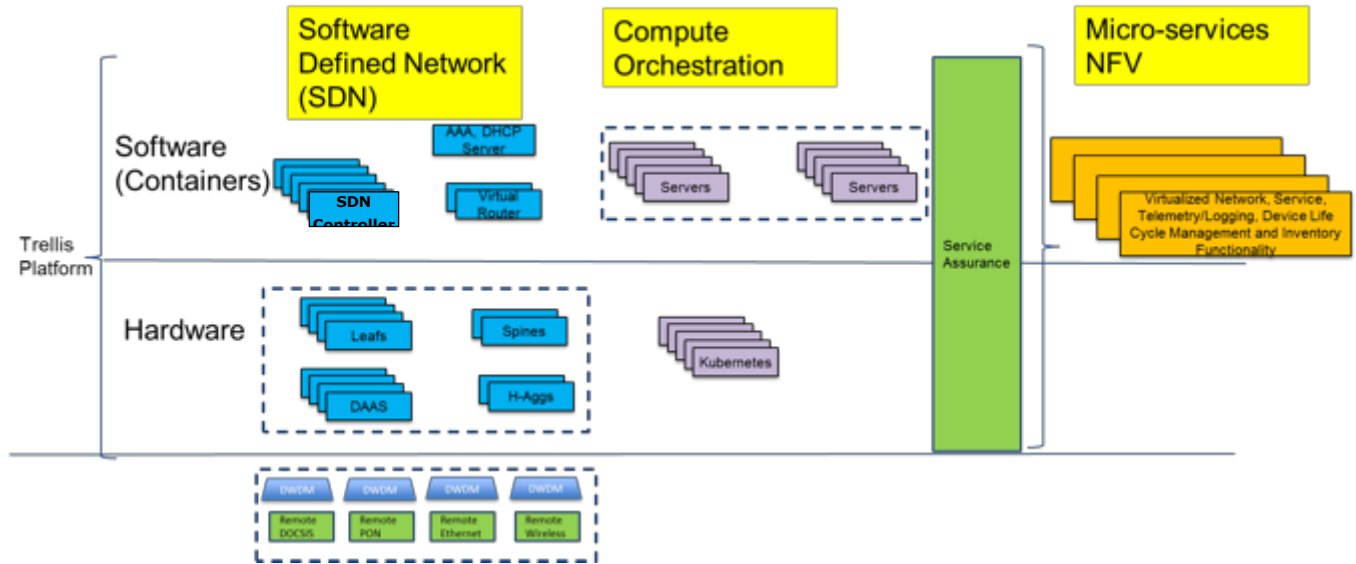 Software
Defined Network
(SDN)
Compute
Orchestration
Micro-services
NFV
Software
(Containers)
AAA, DHCP
Server
SDN
Controller
Virtual
Router
Servers
Servers
Virtualized Network, Service,
Telemetry/Logging, Device Life
Cycle Management and Inventory
Functionality
Trellis
Platform
Service
Assurance
Hardware
Leafs
Spines
Kubernetes
DAAS
H-Aggs
DWDM
DWDM
DWDM
DWDM
Remote
DOCSIS
Remote
PON
Remote
Ethernet
Remote
Wireless